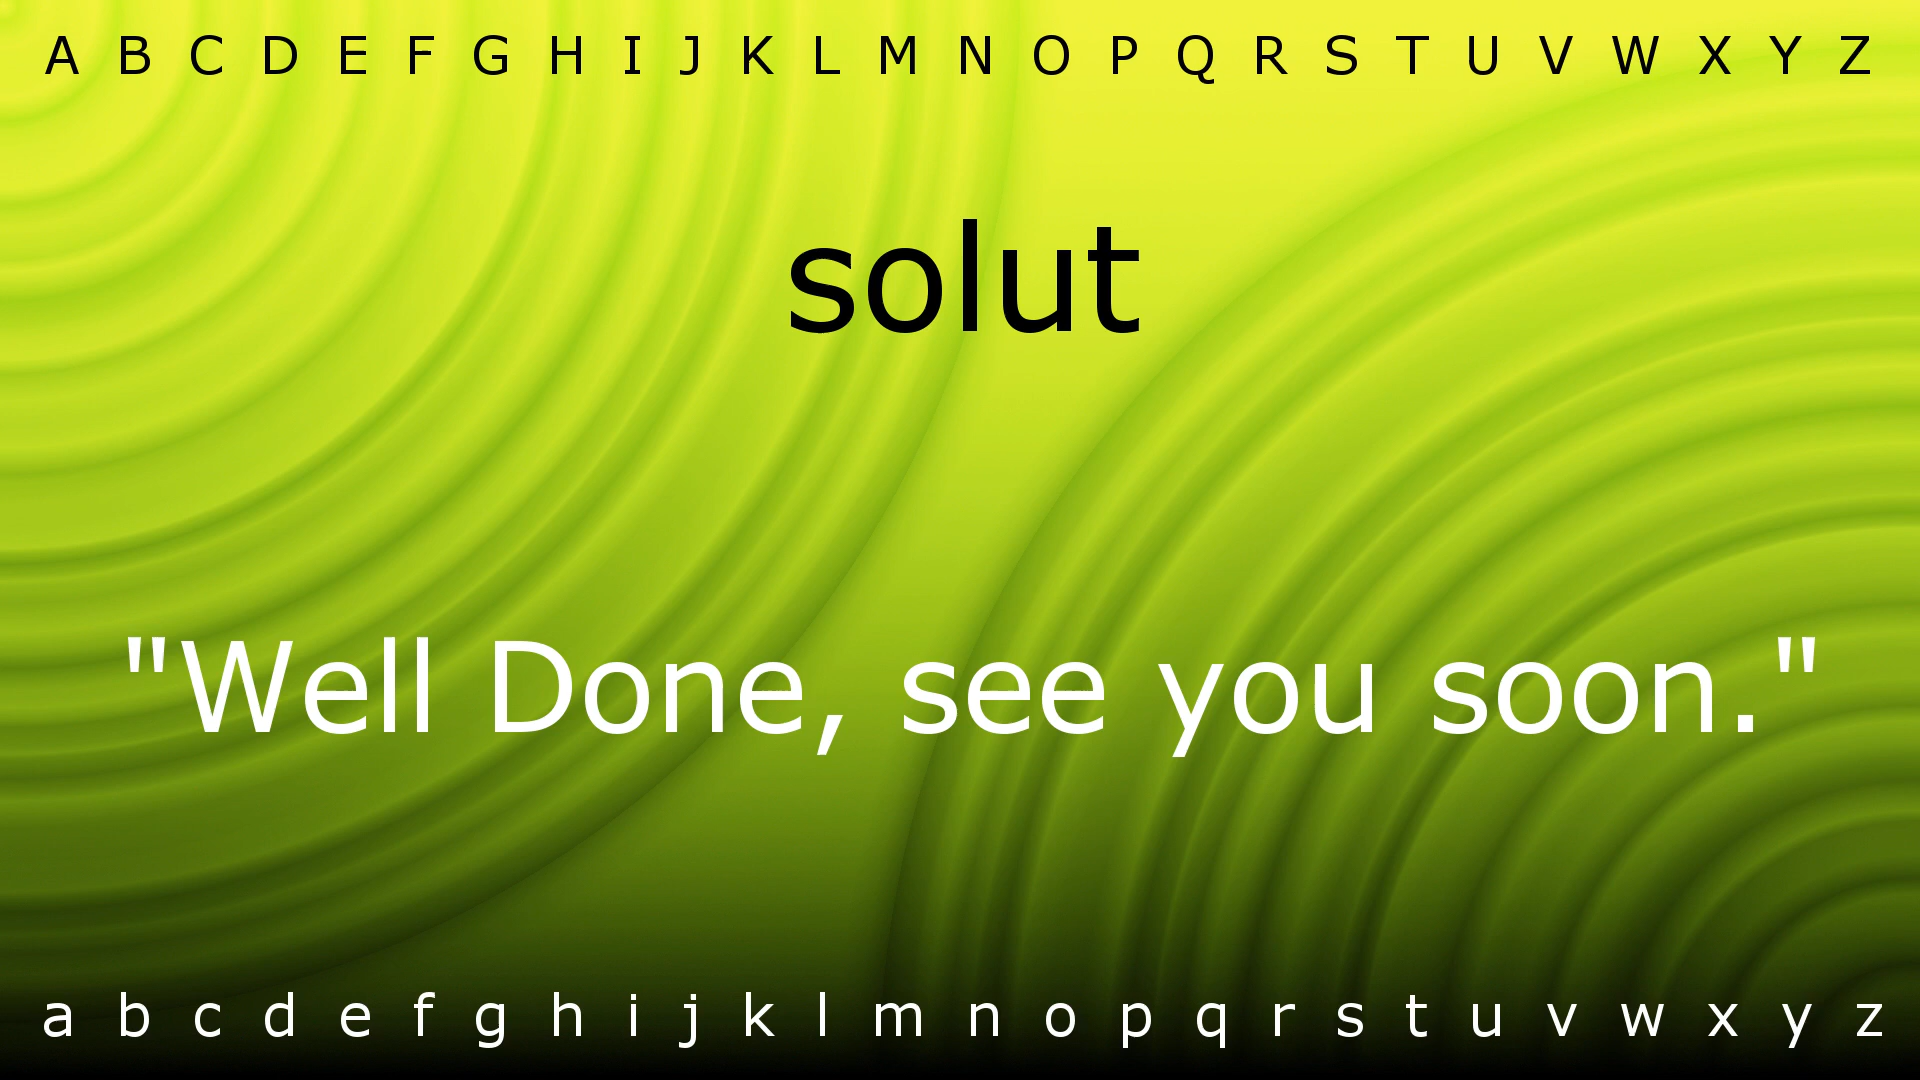 A B C D E F G H I J K L M N O P Q R S T U V W X Y Z
solut
"Well Done, see you soon."
a b c d e f g h i j k l m n o p q r s t u v w x y z